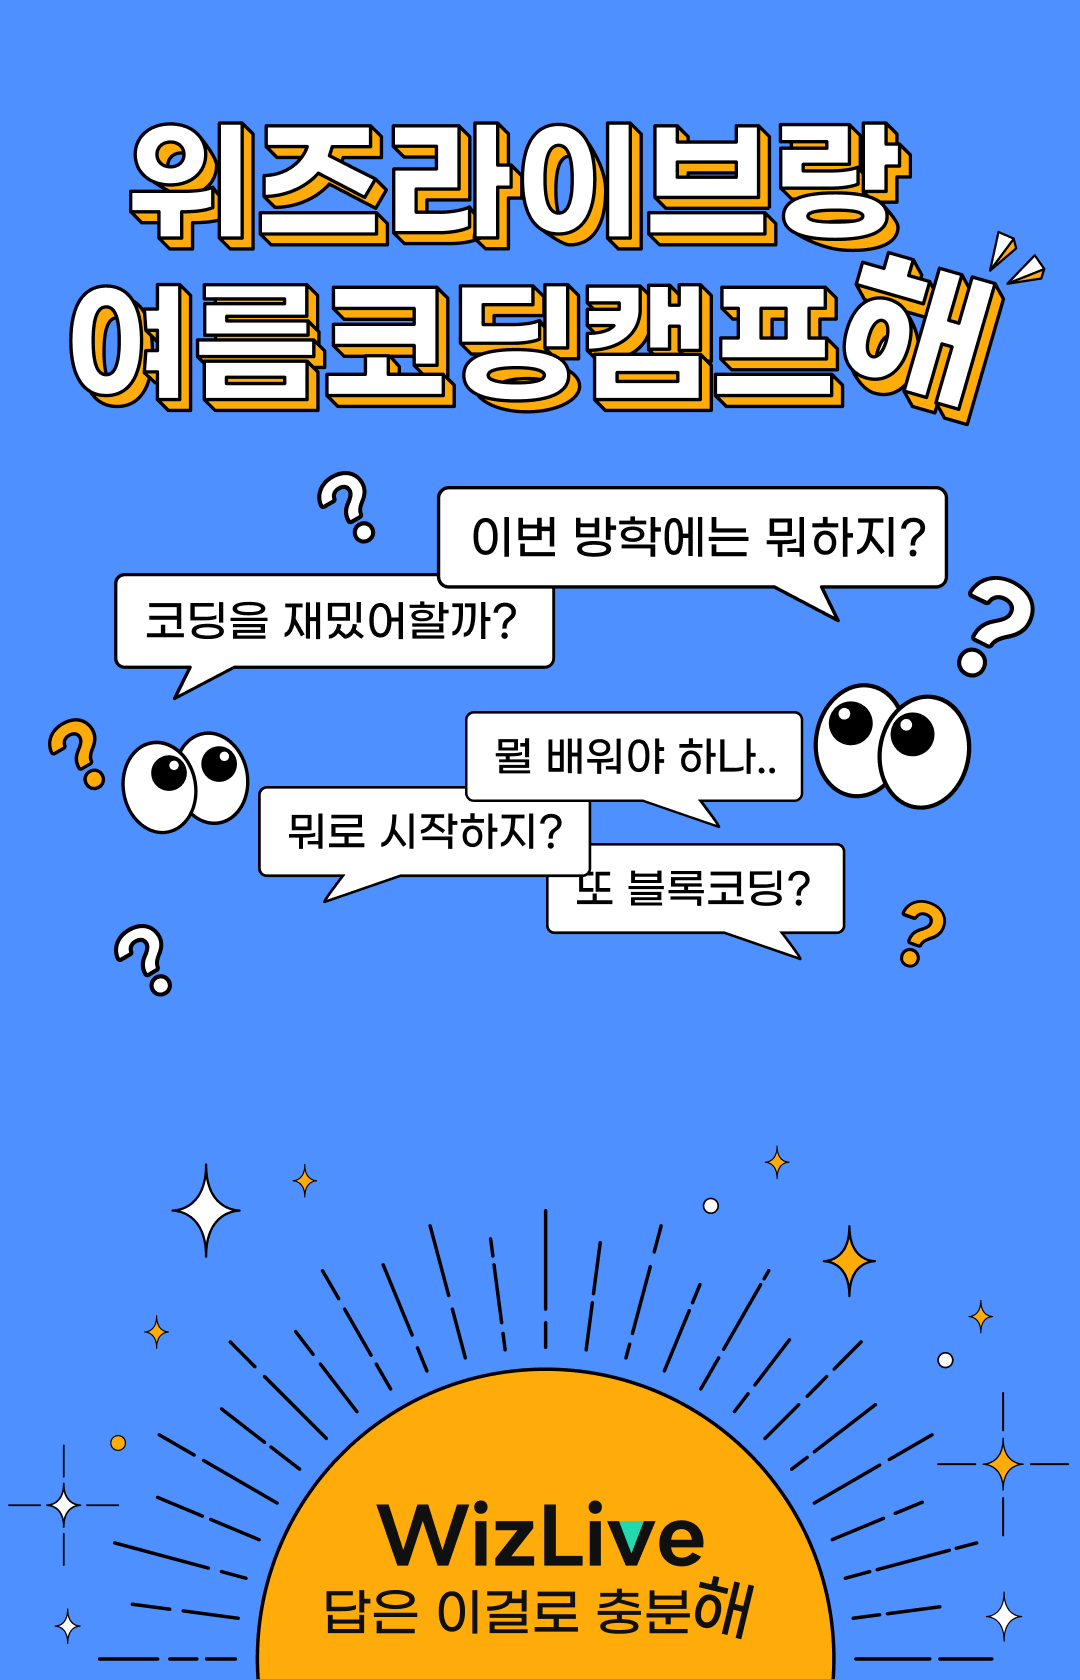 위즈라이브랑
여름코딩캠프해
이번 방학에는 뭐하지?
코딩을 재밌어할까?
뭘 배워야 하나..
뭐로 시작하지?
또 블록코딩?
WizLive
답은 이걸로 충분해